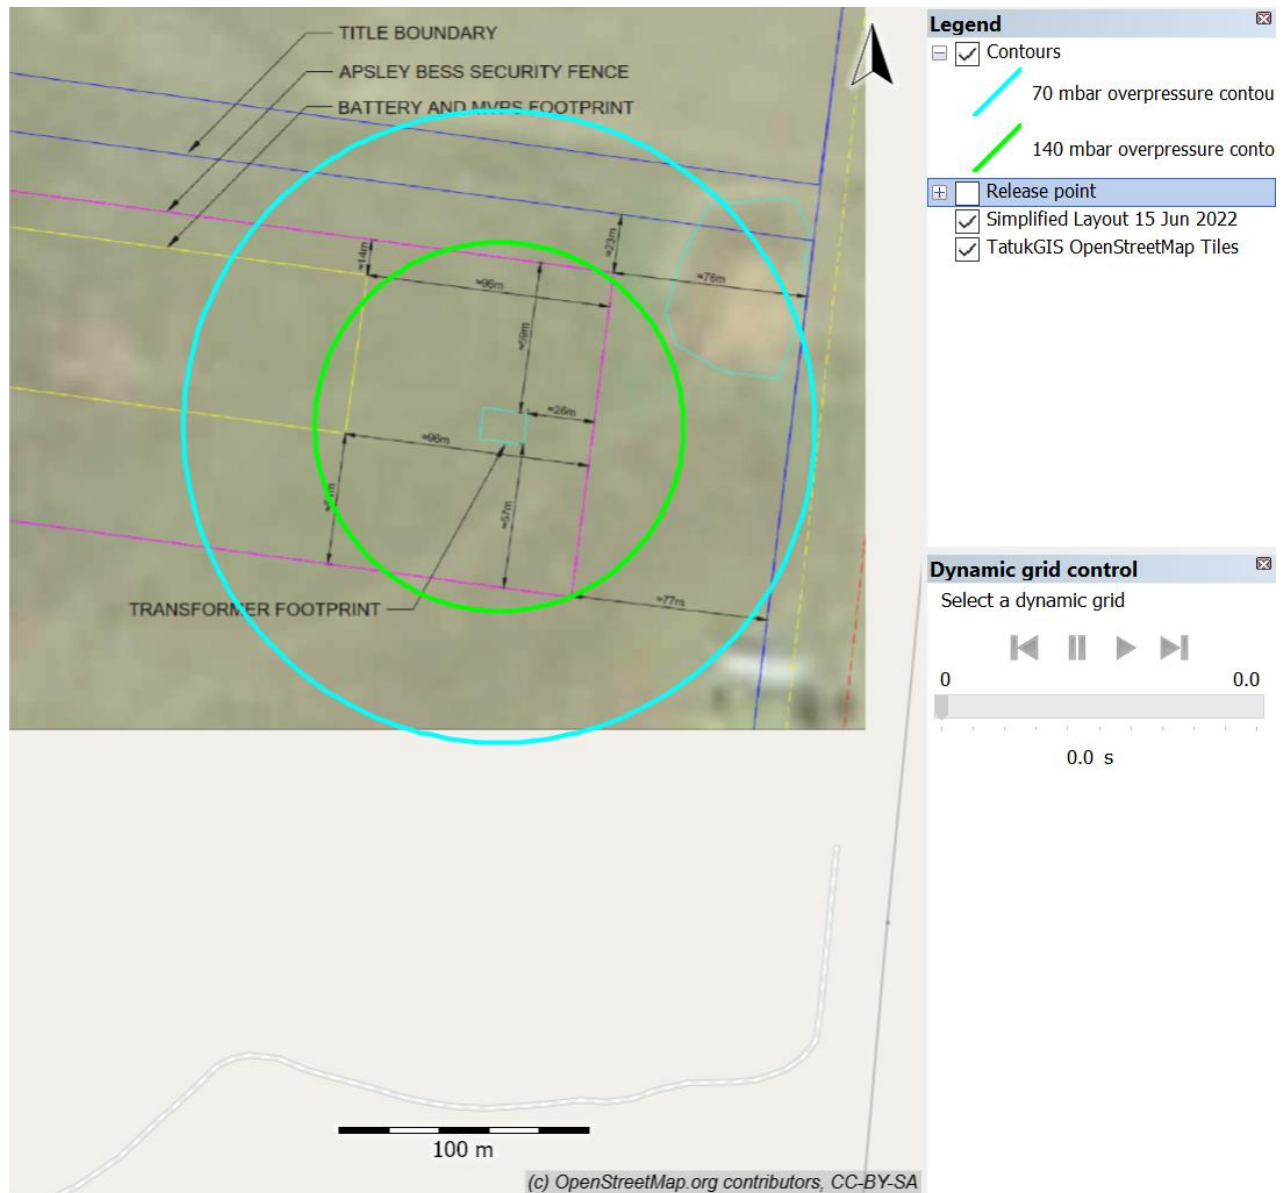 TITLE BOUNDARY
APSLEY BESS SECURITY FENCE
BATTERY AND MVPS FOOTPRINT
≈23m
≈14m
≈76m
≈96m
≈59m
≈26m
≈96m
≈57m
TRANSFORMER FOOTPRINT
≈77m
100 m
(c) OpenStreetMap.org contributors, CC-BY-SA
Legend
Contours
70 mbar overpressure contou
140 mbar overpressure conto
Release point
Simplified Layout 15 Jun 2022
TatukGIS OpenStreetMap Tiles
Dynamic grid control
Select a dynamic grid
0 0.0
0.0 s